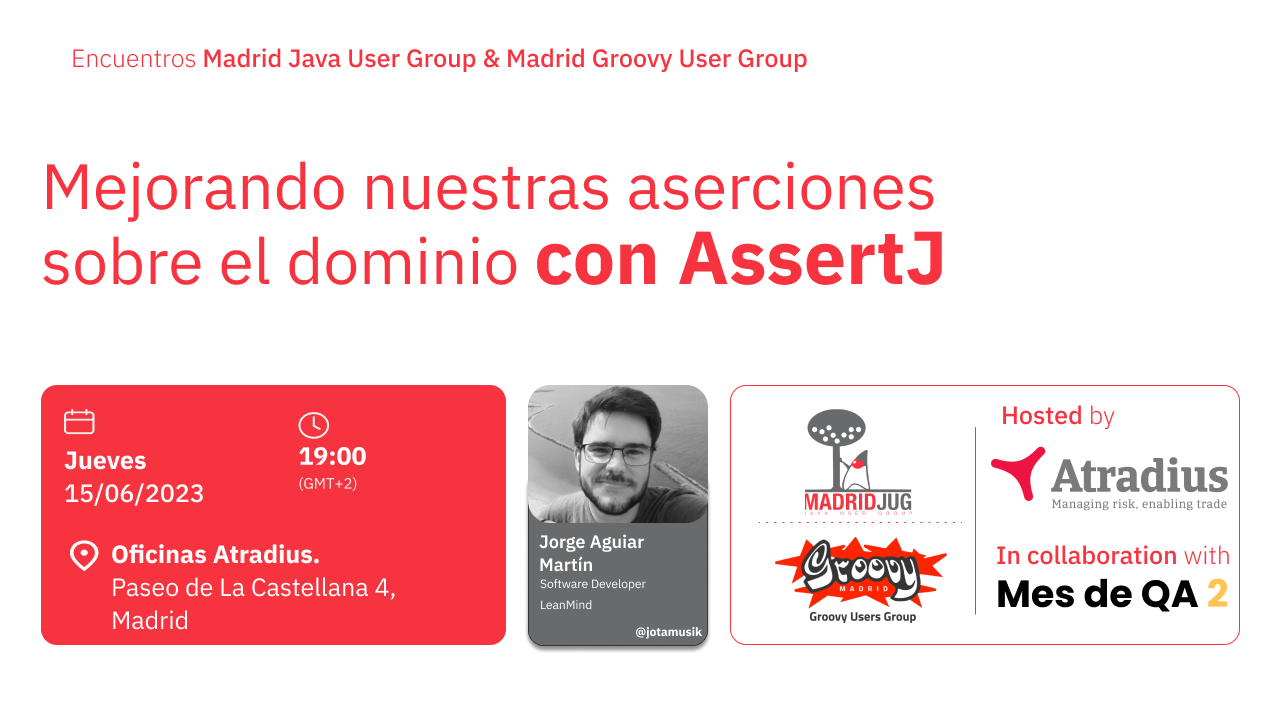 Encuentros Madrid Java User Group & Madrid Groovy User Group
Mejorando nuestras aserciones
sobre el dominio con AssertJ
Jueves
15/06/2023
19:00
(GMT+2)
Oficinas Atradius.
Paseo de La Castellana 4,
Madrid
Jorge Aguiar
Martín
Software Developer
LeanMind
@jotamusik
MADRIDJUG
JAVA USER GROUP
Groovy
MADRID
Groovy Users Group
Hosted by
Atradius
Managing risk, enabling trade
In collaboration with
Mes de QA 2